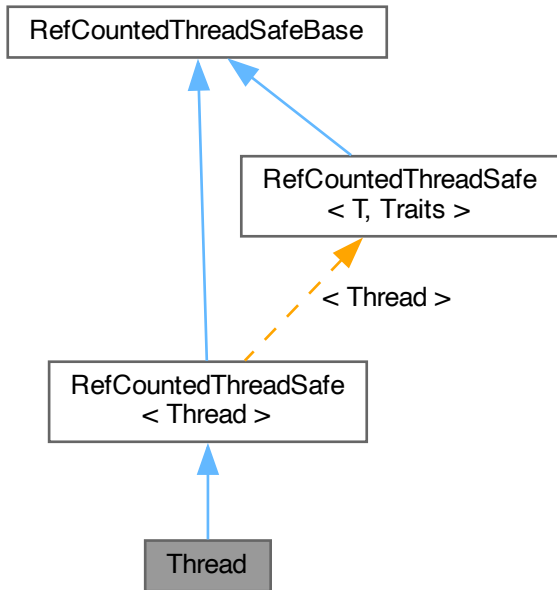 RefCountedThreadSafeBase
RefCountedThreadSafe
< T, Traits >
< Thread >
RefCountedThreadSafe
< Thread >
Thread